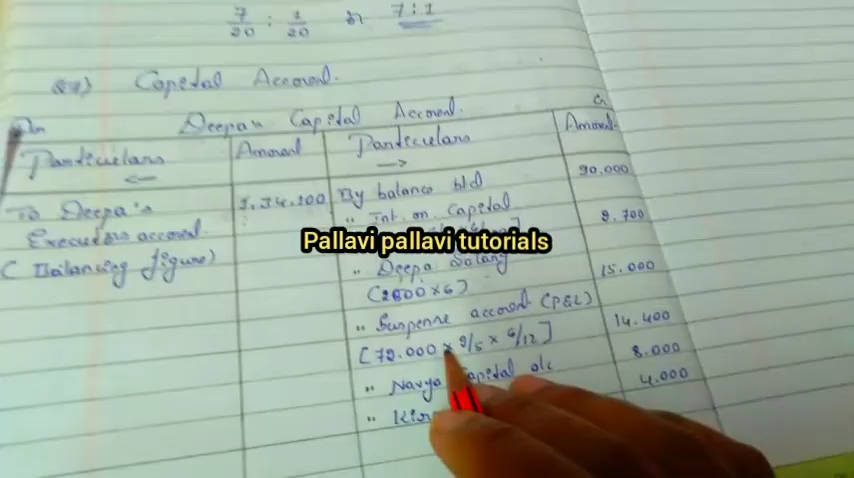 7/20 : 1/20 or 7:1
Capital Account.
Deepa's Capital Account.
Cr
Particulars Amount Particulars Amount
To Deepa's 1.34.100 By balance b/d 90.000
Executors account " Int on Capital 2.700
Pallavi pallavi tutorials
( Balancing figure) " Deepa Salary 15.000
(2500×6)
" Suspense account (P&L) 14.400
[72.000 × 2/5 × 6/12]
" Navya Capital a/c 8.000
" 4.000